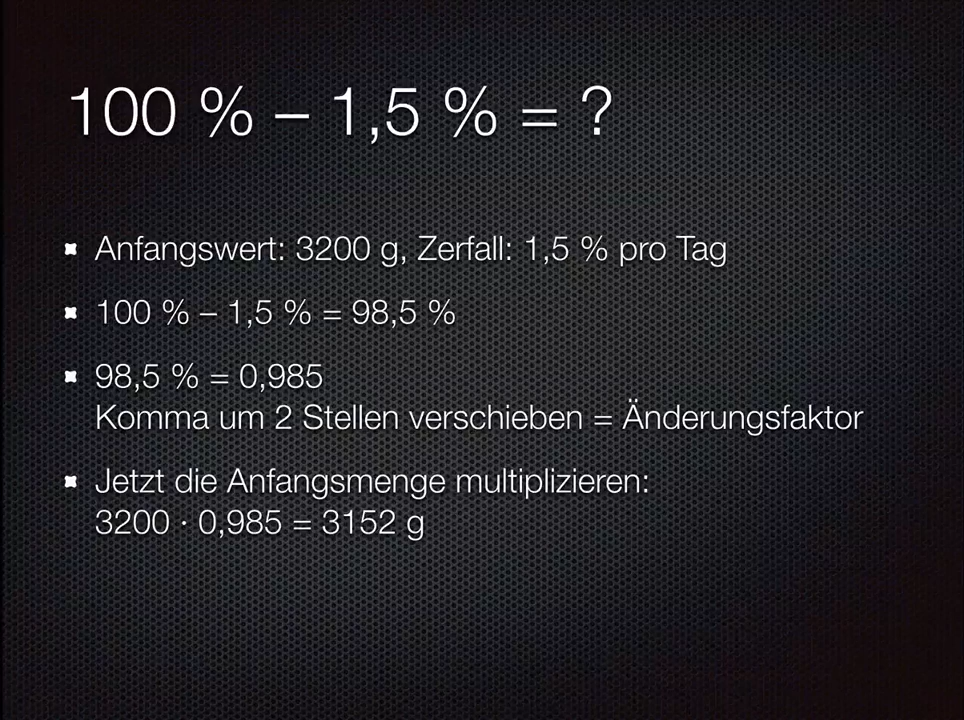 100 % – 1,5 % = ?
Anfangswert: 3200 g, Zerfall: 1,5 % pro Tag
100 % – 1,5 % = 98,5 %
98,5 % = 0,985
Komma um 2 Stellen verschieben = Änderungsfaktor
Jetzt die Anfangsmenge multiplizieren:
3200 · 0,985 = 3152 g